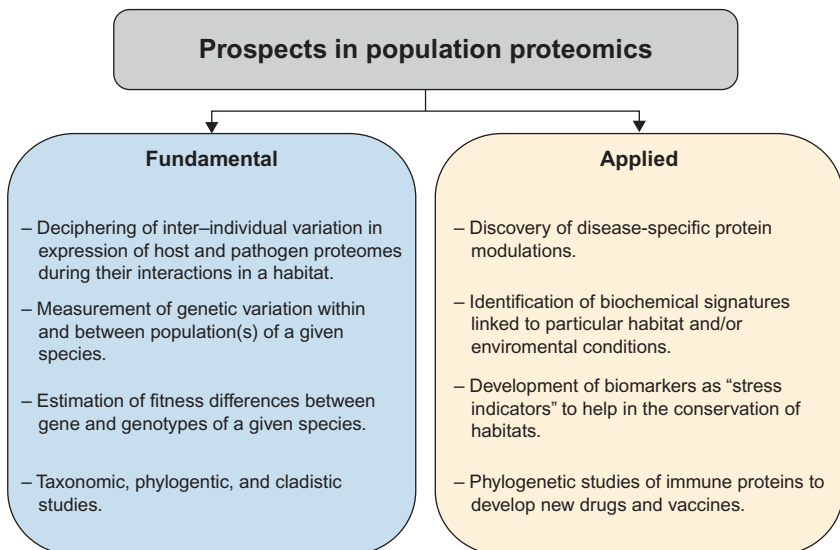 Prospects in population proteomics
Fundamental
– Deciphering of inter–individual variation in
expression of host and pathogen proteomes
during their interactions in a habitat.
– Measurement of genetic variation within
and between population(s) of a given
species.
– Estimation of fitness differences between
gene and genotypes of a given species.
– Taxonomic, phylogentic, and cladistic
studies.
Applied
– Discovery of disease-specific protein
modulations.
– Identification of biochemical signatures
linked to particular habitat and/or
enviromental conditions.
– Development of biomarkers as “stress
indicators” to help in the conservation of
habitats.
– Phylogenetic studies of immune proteins to
develop new drugs and vaccines.